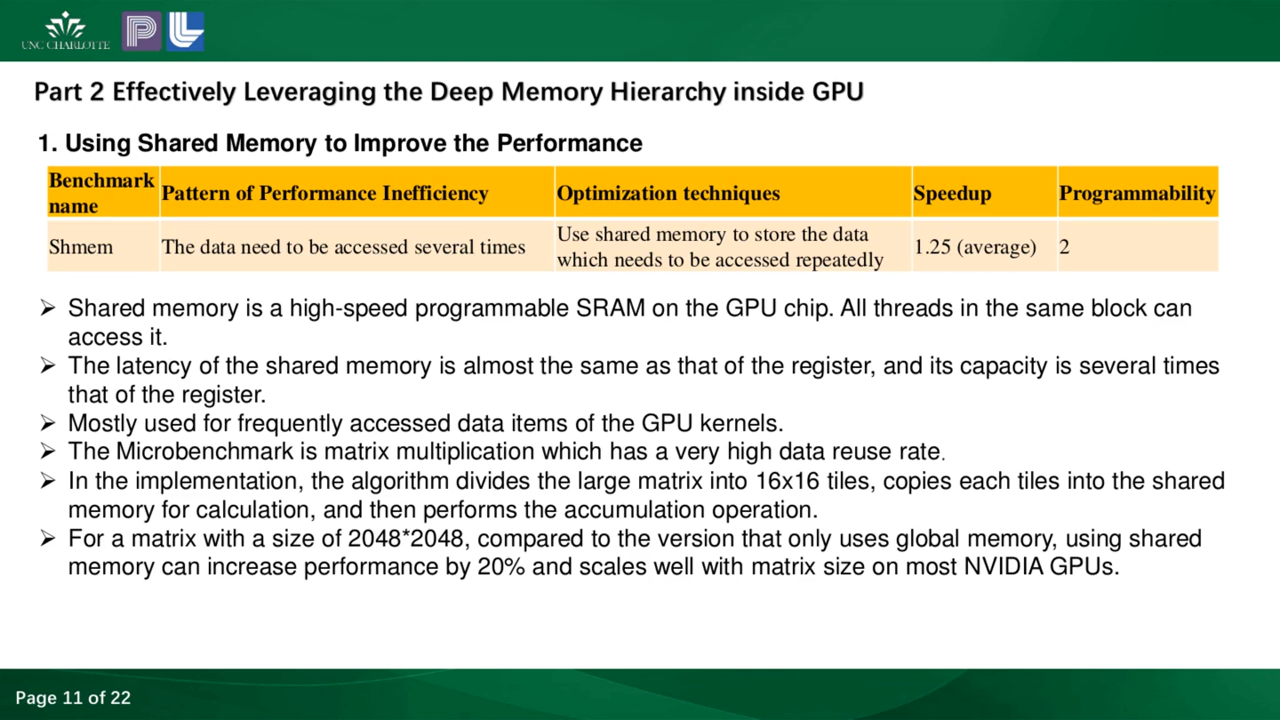 UNC CHARLOTTE
Part 2 Effectively Leveraging the Deep Memory Hierarchy inside GPU
1. Using Shared Memory to Improve the Performance
Benchmark name Pattern of Performance Inefficiency Optimization techniques Speedup Programmability
Shmem The data need to be accessed several times Use shared memory to store the data which needs to be accessed repeatedly 1.25 (average) 2
➢ Shared memory is a high-speed programmable SRAM on the GPU chip. All threads in the same block can
access it.
➢ The latency of the shared memory is almost the same as that of the register, and its capacity is several times
that of the register.
➢ Mostly used for frequently accessed data items of the GPU kernels.
➢ The Microbenchmark is matrix multiplication which has a very high data reuse rate.
➢ In the implementation, the algorithm divides the large matrix into 16x16 tiles, copies each tiles into the shared
memory for calculation, and then performs the accumulation operation.
➢ For a matrix with a size of 2048*2048, compared to the version that only uses global memory, using shared
memory can increase performance by 20% and scales well with matrix size on most NVIDIA GPUs.
Page 11 of 22